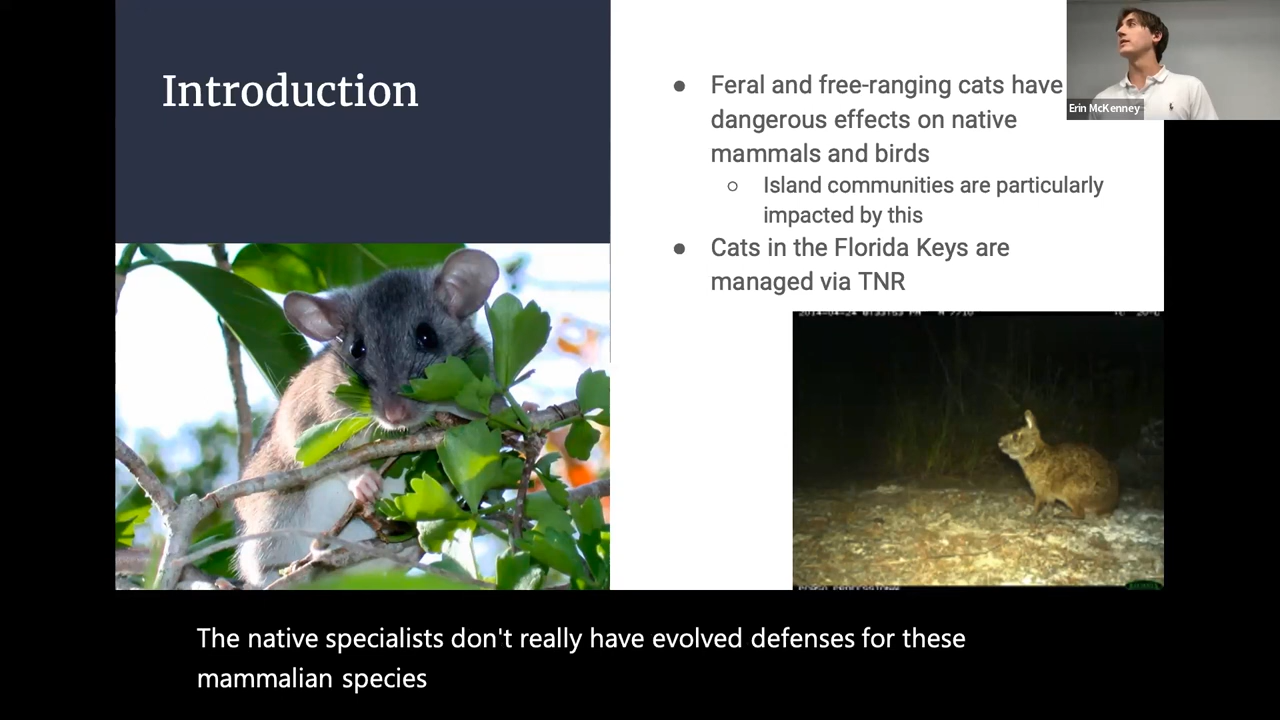 Introduction
● Feral and free-ranging cats have
dangerous effects on native
mammals and birds
○ Island communities are particularly
impacted by this
● Cats in the Florida Keys are
managed via TNR
Erin McKenney
The native specialists don't really have evolved defenses for these
mammalian species